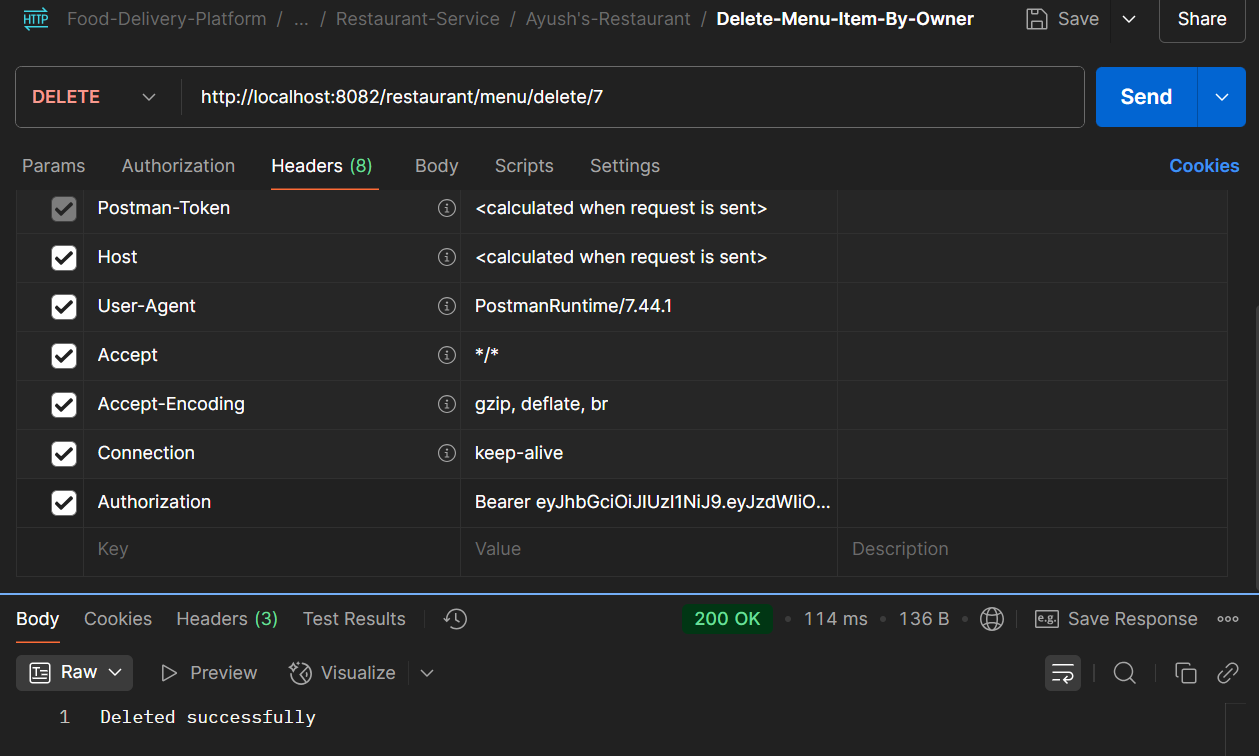 HTTP Food-Delivery-Platform / ... / Restaurant-Service / Ayush's-Restaurant / Delete-Menu-Item-By-Owner Save Share
DELETE http://localhost:8082/restaurant/menu/delete/7 Send
Params Authorization Headers (8) Body Scripts Settings Cookies
Postman-Token <calculated when request is sent>
Host <calculated when request is sent>
User-Agent PostmanRuntime/7.44.1
Accept */*
Accept-Encoding gzip, deflate, br
Connection keep-alive
Authorization Bearer eyJhbGciOiJIUzI1NiJ9.eyJzdWIiO...
Key Value Description
Body Cookies Headers (3) Test Results 200 OK • 114 ms • 136 B • e.g. Save Response
Raw Preview Visualize
1 Deleted successfully